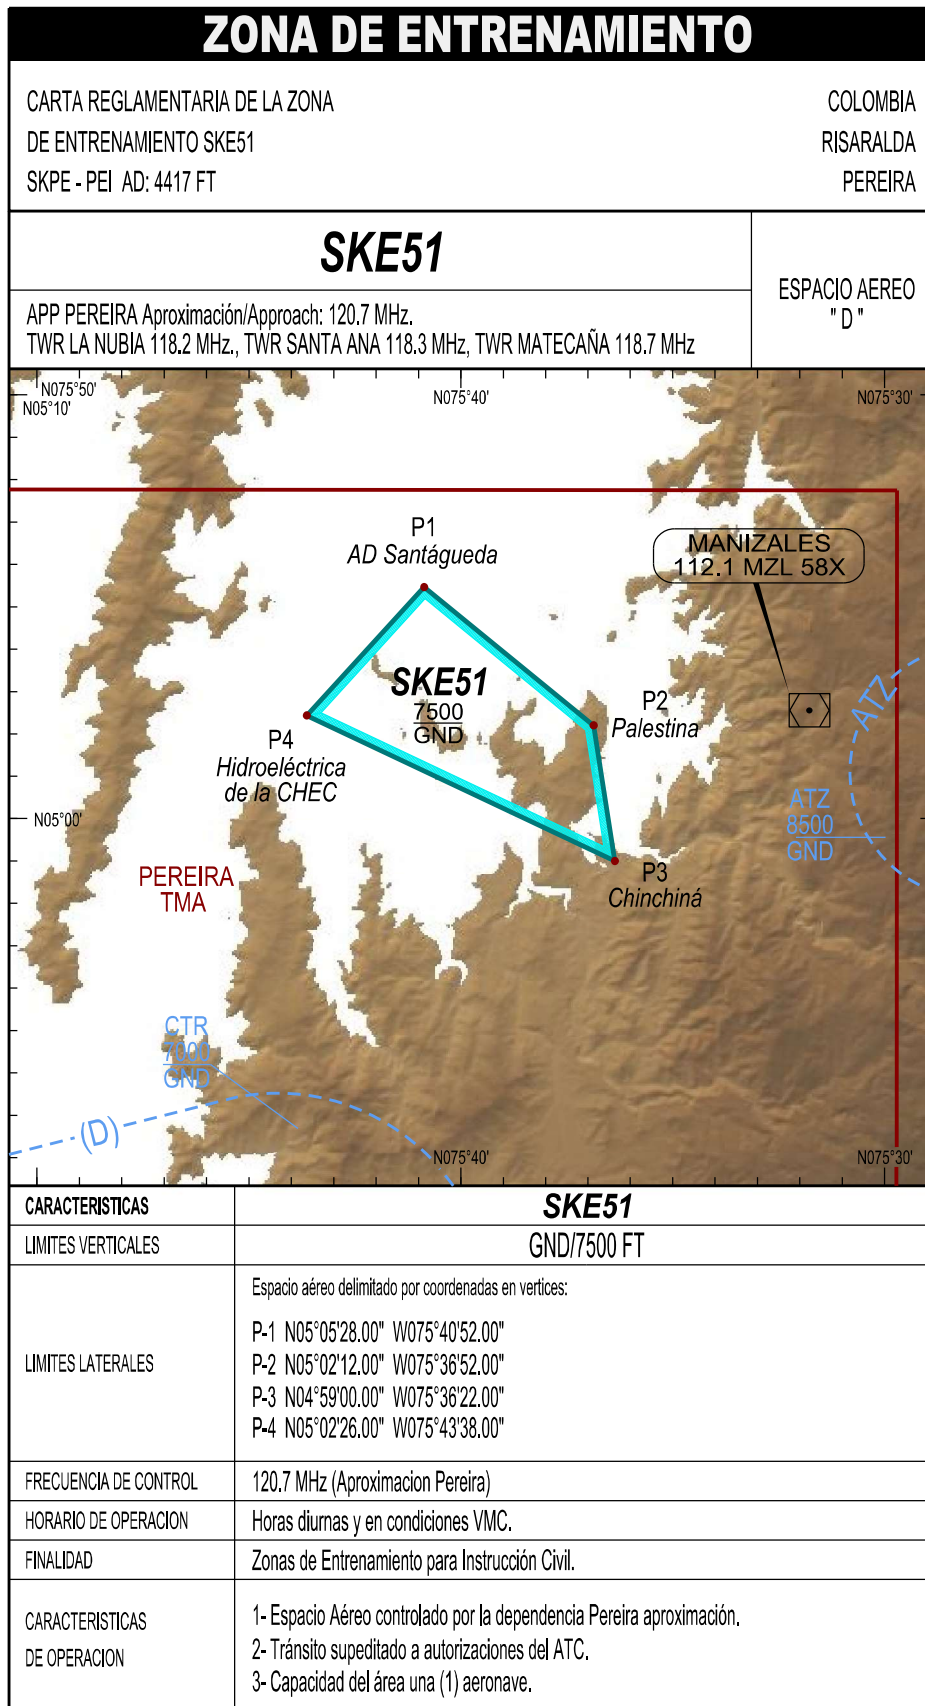 ZONA DE ENTRENAMIENTO
CARTA REGLAMENTARIA DE LA ZONA
DE ENTRENAMIENTO SKE51
SKPE - PEI AD: 4417 FT
COLOMBIA
RISARALDA
PEREIRA
SKE51
APP PEREIRA Aproximación/Approach: 120.7 MHz.
TWR LA NUBIA 118.2 MHz., TWR SANTA ANA 118.3 MHz, TWR MATECAÑA 118.7 MHz
ESPACIO AEREO
" D "
N075°50'
N05°10'
N075°40'
N075°30'
P1
AD Santágueda
MANIZALES
112.1 MZL 58X
SKE51
7500
GND
P2
Palestina
P4
Hidroeléctrica
de la CHEC
ATZ
ATZ
8500
GND
N05°00'
P3
Chinchiná
PEREIRA
TMA
CTR
7000
GND
(D)
N075°40'
N075°30'
CARACTERISTICAS
SKE51
LIMITES VERTICALES
GND/7500 FT
LIMITES LATERALES
Espacio aéreo delimitado por coordenadas en vertices:
P-1 N05°05'28.00" W075°40'52.00"
P-2 N05°02'12.00" W075°36'52.00"
P-3 N04°59'00.00" W075°36'22.00"
P-4 N05°02'26.00" W075°43'38.00"
FRECUENCIA DE CONTROL
120.7 MHz (Aproximacion Pereira)
HORARIO DE OPERACION
Horas diurnas y en condiciones VMC.
FINALIDAD
Zonas de Entrenamiento para Instrucción Civil.
CARACTERISTICAS
DE OPERACION
1- Espacio Aéreo controlado por la dependencia Pereira aproximación.
2- Tránsito supeditado a autorizaciones del ATC.
3- Capacidad del área una (1) aeronave.